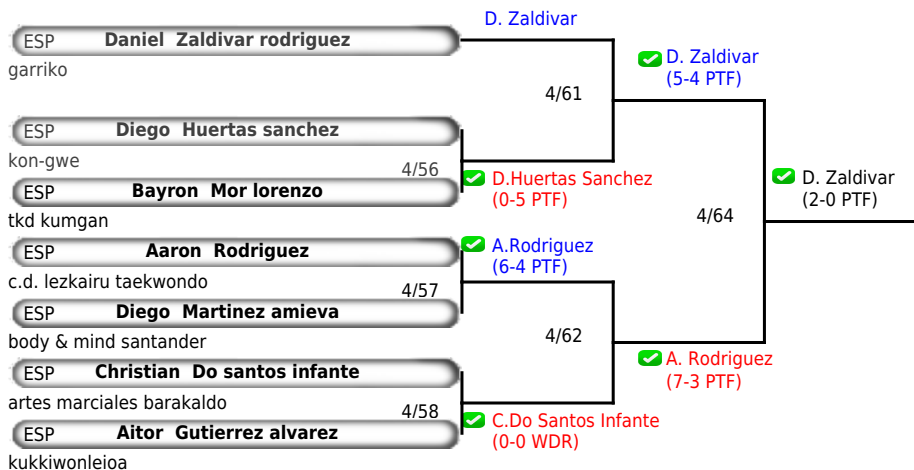 D. Zaldivar
ESP Daniel Zaldivar rodriguez
garriko
D. Zaldivar
(5-4 PTF)
4/61
ESP Diego Huertas sanchez
kon-gwe
4/56
ESP Bayron Mor lorenzo
tkd kumgan
D.Huertas Sanchez
(0-5 PTF)
D. Zaldivar
(2-0 PTF)
4/64
ESP Aaron Rodriguez
c.d. lezkairu taekwondo
A.Rodriguez
(6-4 PTF)
4/57
ESP Diego Martinez amieva
body & mind santander
4/62
A. Rodriguez
(7-3 PTF)
ESP Christian Do santos infante
artes marciales barakaldo
4/58
ESP Aitor Gutierrez alvarez
kukkiwonleioa
C.Do Santos Infante
(0-0 WDR)